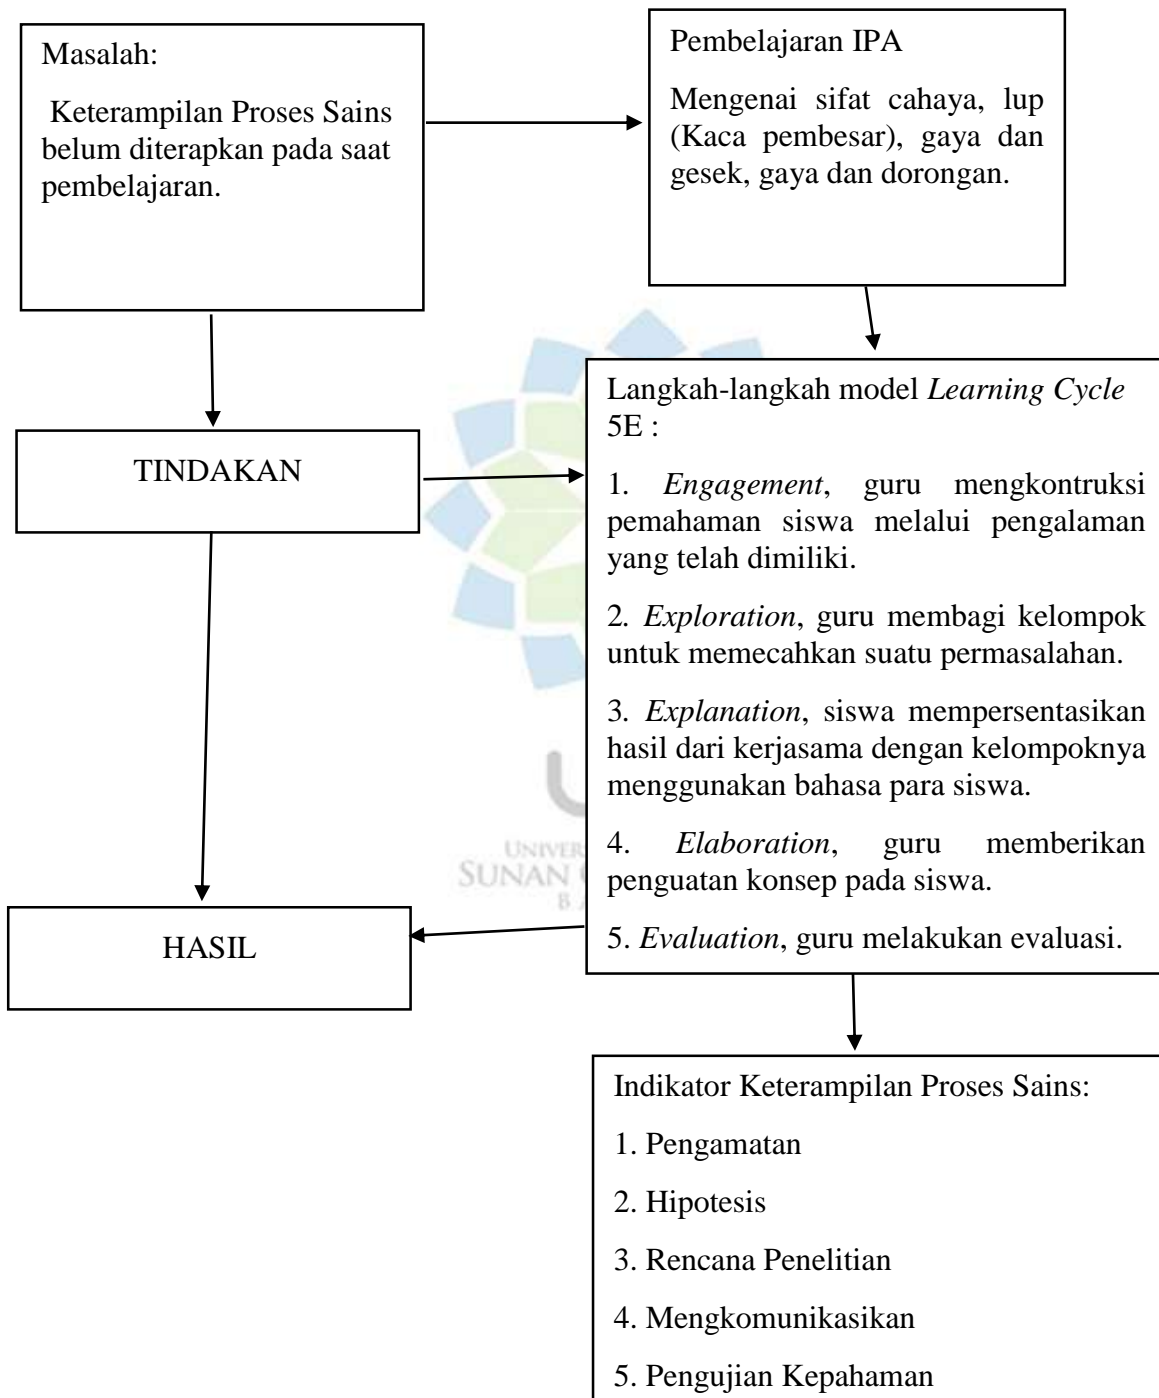 Masalah:
Keterampilan Proses Sains
belum diterapkan pada saat
pembelajaran.
Pembelajaran IPA
Mengenai sifat cahaya, lup
(Kaca pembesar), gaya dan
gesek, gaya dan dorongan.
TINDAKAN
Langkah-langkah model Learning Cycle
5E :
1. Engagement, guru mengkontruksi
pemahaman siswa melalui pengalaman
yang telah dimiliki.
2. Exploration, guru membagi kelompok
untuk memecahkan suatu permasalahan.
3. Explanation, siswa mempersentasikan
hasil dari kerjasama dengan kelompoknya
menggunakan bahasa para siswa.
4. Elaboration, guru memberikan
penguatan konsep pada siswa.
5. Evaluation, guru melakukan evaluasi.
SUNAN
HASIL
Indikator Keterampilan Proses Sains:
1. Pengamatan
2. Hipotesis
3. Rencana Penelitian
4. Mengkomunikasikan
5. Pengujian Kepahaman